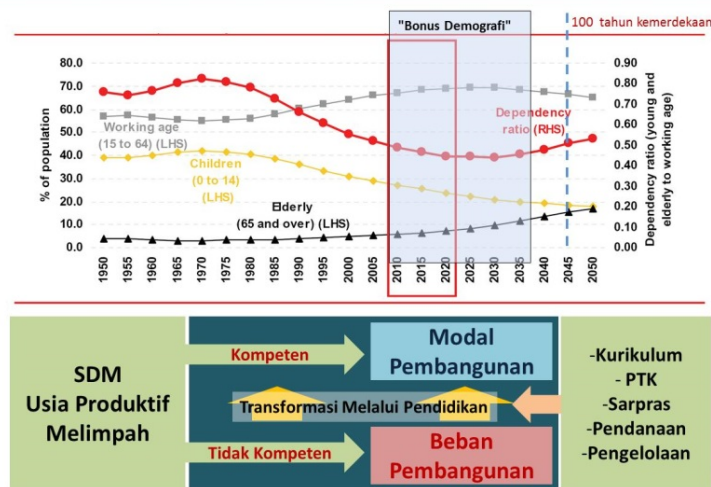 "Bonus Demografi"
100 tahun kemerdekaan
% of population
80.0
70.0
60.0
50.0
40.0
30.0
20.0
10.0
0.0
Working age
(15 to 64) (LHS)
Children
(0 to 14)
(LHS)
Elderly
(65 and over) (LHS)
Dependency
ratio (RHS)
0.90
0.80
0.70
0.60
0.50
0.40
0.30
0.20
0.10
0.00
Dependency ratio (young and
elderly to working age)
1950
1955
1960
1965
1970
1975
1980
1985
1990
1995
2000
2005
2010
2015
2020
2025
2030
2035
2040
2045
2050
SDM
Usia Produktif
Melimpah
Kompeten
Modal
Pembangunan
Transformasi Melalui Pendidikan
Tidak Kompeten
Beban
Pembangunan
-Kurikulum
- PTK
-Sarpras
-Pendanaan
-Pengelolaan